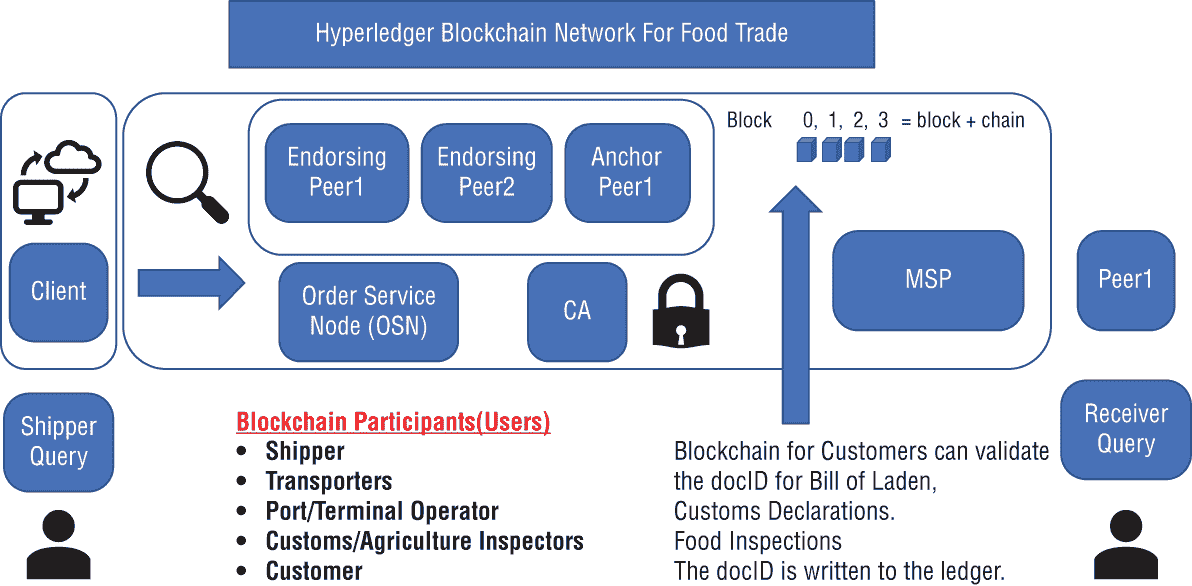 Hyperledger Blockchain Network For Food Trade
Block 0, 1, 2, 3 = block + chain
Endorsing
Peer1
Endorsing
Peer2
Anchor
Peer1
Client
Order Service
Node (OSN)
CA
MSP
Peer1
Shipper
Query
Blockchain Participants(Users)
• Shipper
• Transporters
• Port/Terminal Operator
• Customs/Agriculture Inspectors
• Customer
Blockchain for Customers can validate
the docID for Bill of Laden,
Customs Declarations.
Food Inspections
The docID is written to the ledger.
Receiver
Query